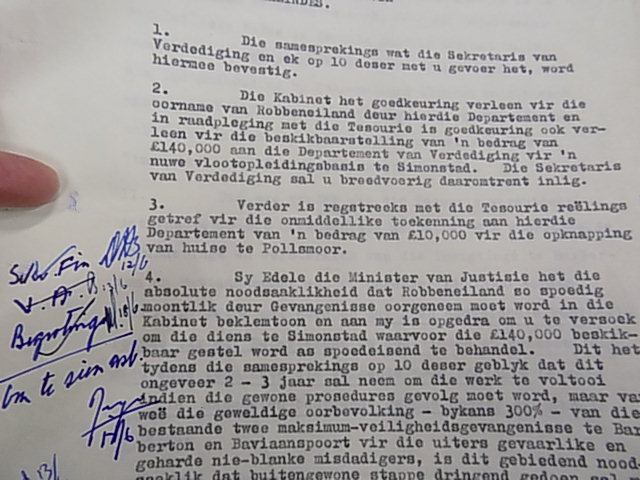 1.
Die samesprekings wat die Sekretaris van
Verdediging en ek op 10 deser met u gevoer het, word
hiermee bevestig.
2.
Die Kabinet het goedkeuring verleen vir die
oorname van Robbeneiland deur hierdie Departement en
in raadpleging met die Tesourie is goedkeuring ook ver-
leen vir die beskikbaarstelling van 'n bedrag van
£140,000 aan die Departement van Verdediging vir 'n
nuwe vlootopleidingsbasis te Simonstad. Die Sekretaris
van Verdediging sal u breedvoerig daaromtrent inlig.
3.
Verder is regstreeks met die Tesourie reëlings
getref vir die onmiddellike toekenning aan hierdie
Departement van 'n bedrag van £10,000 vir die opknapping
van huise te Pollsmoor.
4.
Sy Edele die Minister van Justisie het die
absolute noodsaaklikheid dat Robbeneiland so spoedig
moontlik deur Gevangenisse oorgeneem moet word in die
Kabinet beklemtoon en aan my is opgedra om u te versoek
om die diens te Simonstad waarvoor die £140,000 beskik-
baar gestel word as spoedeisend te behandel. Dit het
tydens die samesprekings op 10 deser geblyk dat dit
ongeveer 2 - 3 jaar sal neem om die werk te voltooi
indien die gewone prosedures gevolg moet word, maar van
weë die geweldige oorbevolking - bykans 300% - van die
bestaande twee maksimum-veiligheidsgevangenisse te Bar
berton en Baviaanspoort vir die uiters gevaarlike en
geharde nie-blanke misdadigers, is dit gebiedend nood-
saaklik dat buitengewone stappe dringend gedoen sal
Fin
12/6
om te sien asb.